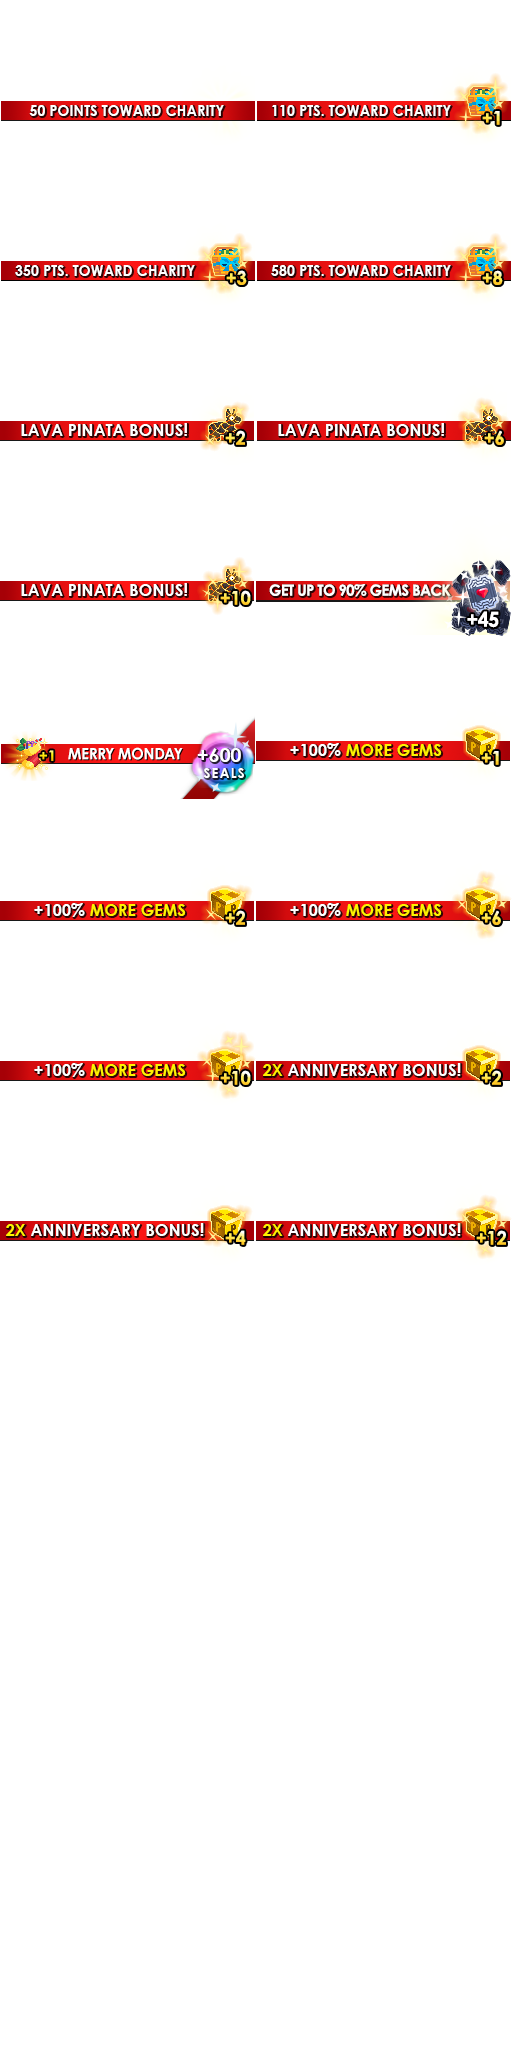 50 POINTS TOWARD CHARITY
110 PTS. TOWARD CHARITY +1
350 PTS. TOWARD CHARITY +3
580 PTS. TOWARD CHARITY +8
LAVA PINATA BONUS! +2
LAVA PINATA BONUS! +6
LAVA PINATA BONUS! +10
GET UP TO 90% GEMS BACK +45
+1 MERRY MONDAY +600 SEALS
+100% MORE GEMS +1
+100% MORE GEMS +2
+100% MORE GEMS +6
+100% MORE GEMS +10
2X ANNIVERSARY BONUS! +2
2X ANNIVERSARY BONUS! +4
2X ANNIVERSARY BONUS! +12